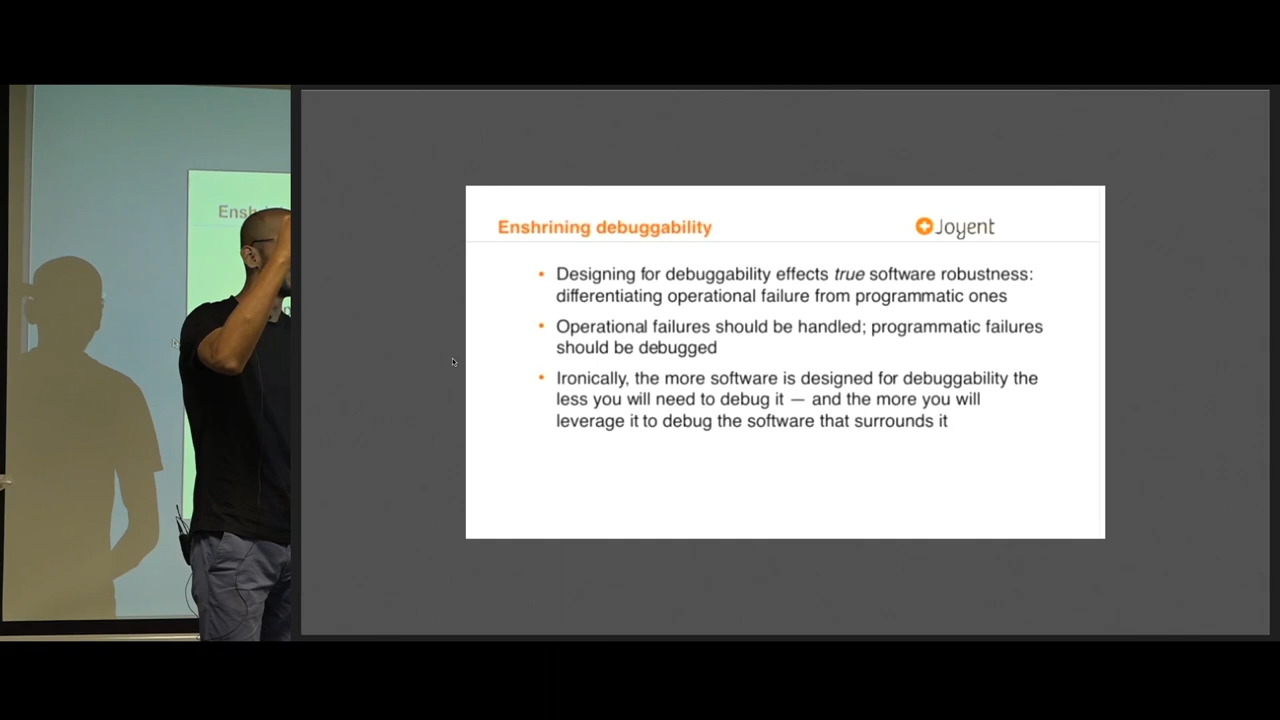 Ensh
Enshrining debuggability
Joyent
• Designing for debuggability effects true software robustness:
differentiating operational failure from programmatic ones
• Operational failures should be handled; programmatic failures
should be debugged
• Ironically, the more software is designed for debuggability the
less you will need to debug it — and the more you will
leverage it to debug the software that surrounds it